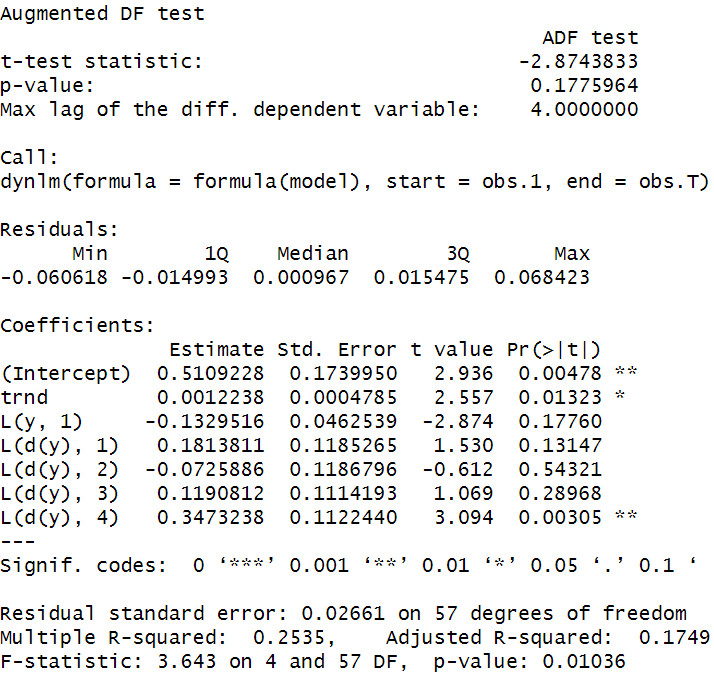 Augmented DF test
ADF test
t-test statistic: -2.8743833
p-value: 0.1775964
Max lag of the diff. dependent variable: 4.0000000
Call:
dynlm(formula = formula(model), start = obs.1, end = obs.T)
Residuals:
Min 1Q Median 3Q Max
-0.060618 -0.014993 0.000967 0.015475 0.068423
Coefficients:
Estimate Std. Error t value Pr(>|t|)
(Intercept) 0.5109228 0.1739950 2.936 0.00478 **
trnd 0.0012238 0.0004785 2.557 0.01323 *
L(y, 1) -0.1329516 0.0462539 -2.874 0.17760
L(d(y), 1) 0.1813811 0.1185265 1.530 0.13147
L(d(y), 2) -0.0725886 0.1186796 -0.612 0.54321
L(d(y), 3) 0.1190812 0.1114193 1.069 0.28968
L(d(y), 4) 0.3473238 0.1122440 3.094 0.00305 **
---
Signif. codes: 0 ‘***’ 0.001 ‘**’ 0.01 ‘*’ 0.05 ‘.’ 0.1 ‘
Residual standard error: 0.02661 on 57 degrees of freedom
Multiple R-squared: 0.2535, Adjusted R-squared: 0.1749
F-statistic: 3.643 on 4 and 57 DF, p-value: 0.01036